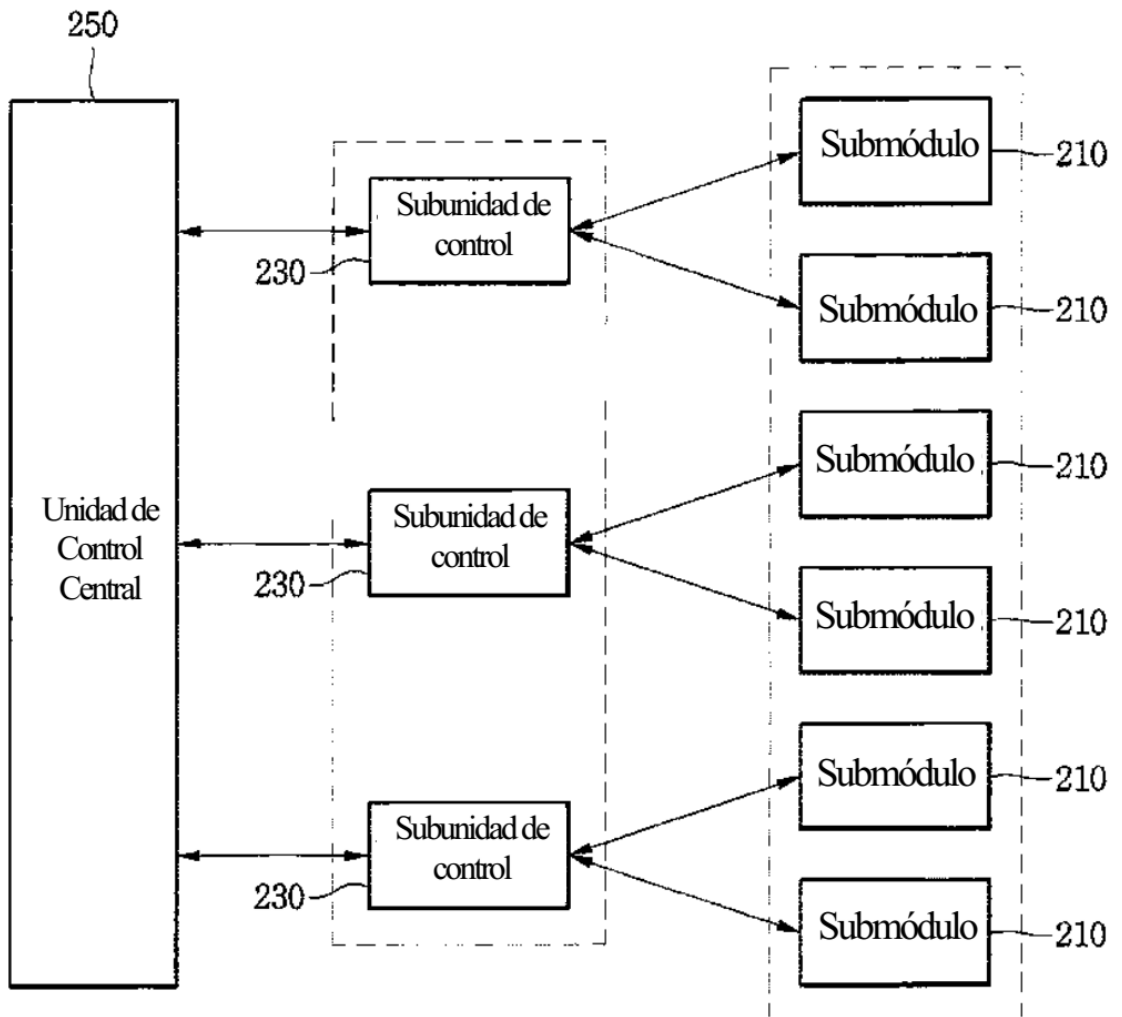 250
Submódulo
210
Subunidad de
control
230
Submódulo
210
Submódulo
210
Unidad de
Control
Central
Subunidad de
control
230
Submódulo
210
Submódulo
210
Subunidad de
control
230
Submódulo
210